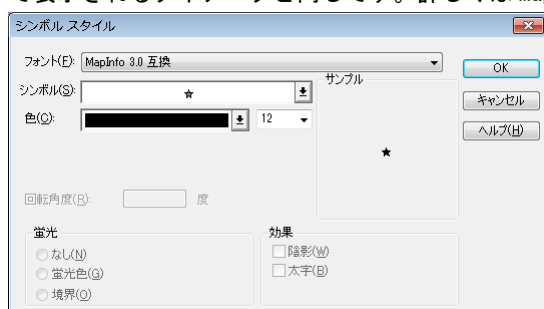 シンボル スタイル
フォント(F): MapInfo 3.0 互換
OK
シンボル(S):
サンプル
キャンセル
色(C): 12
ヘルプ(H)
回転角度(R): 度
蛍光
効果
なし(N)
陰影(W)
蛍光色(G)
太字(B)
境界(O)